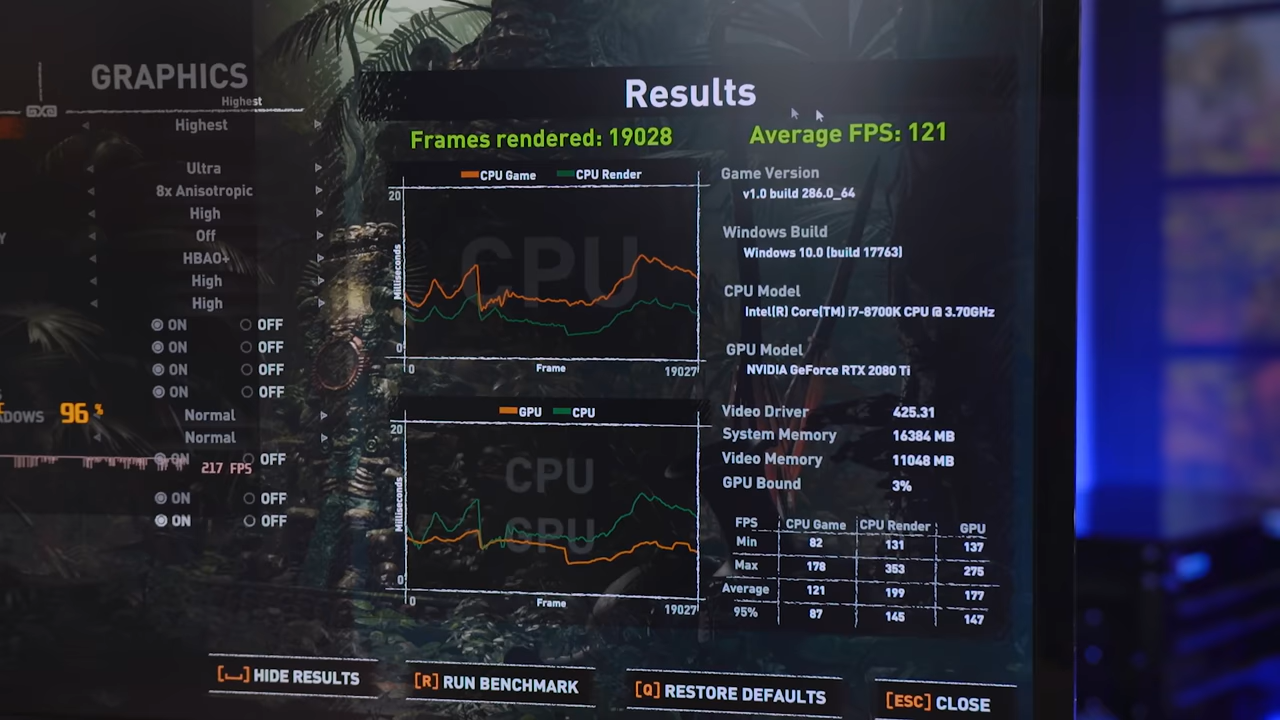 GRAPHICS
Highest
Highest
Ultra
8x Anisotropic
High
Off
Y
HBAO+
High
High
ON OFF
ON OFF
ON OFF
ON OFF
DOWS 96 %
Normal
Normal
ON OFF
217 FPS
ON OFF
ON OFF
Results
Frames rendered: 19028
Average FPS: 121
CPU Game CPU Render
20
CPU
Milliseconds
0
0 Frame 19027
GPU CPU
20
CPU
GPU
Milliseconds
0
0 Frame 19027
Game Version
v1.0 build 286.0_64
Windows Build
Windows 10.0 (build 17763)
CPU Model
Intel(R) Core(TM) i7-8700K CPU @ 3.70GHz
GPU Model
NVIDIA GeForce RTX 2080 Ti
Video Driver 425.31
System Memory 16384 MB
Video Memory 11048 MB
GPU Bound 3%
FPS CPU Game CPU Render GPU
Min 82 131 137
Max 178 353 275
Average 121 199 177
95% 87 145 147
[⎵] HIDE RESULTS
[R] RUN BENCHMARK
[Q] RESTORE DEFAULTS
[ESC] CLOSE